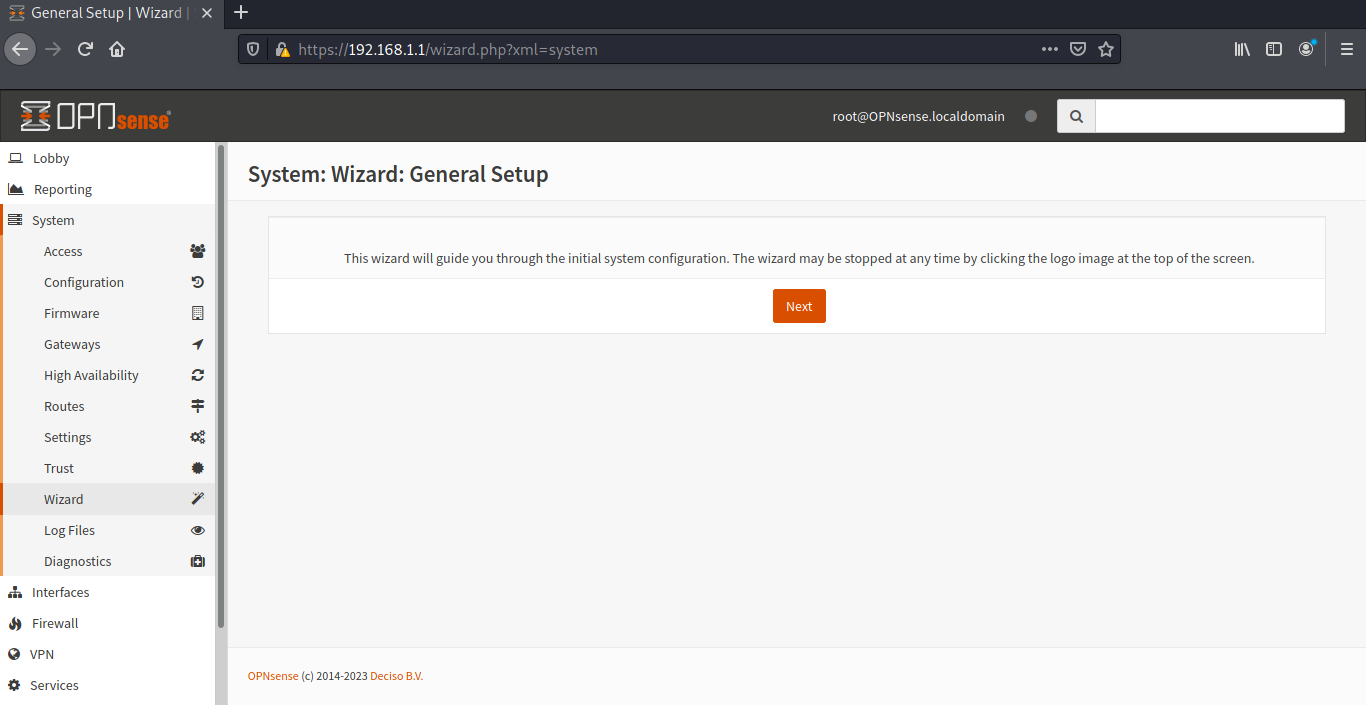 General Setup | Wizard |
https://192.168.1.1/wizard.php?xml=system
OPNsense
root@OPNsense.localdomain
Lobby
Reporting
System
Access
Configuration
Firmware
Gateways
High Availability
Routes
Settings
Trust
Wizard
Log Files
Diagnostics
Interfaces
Firewall
VPN
Services
System: Wizard: General Setup
This wizard will guide you through the initial system configuration. The wizard may be stopped at any time by clicking the logo image at the top of the screen.
Next
OPNsense (c) 2014-2023 Deciso B.V.